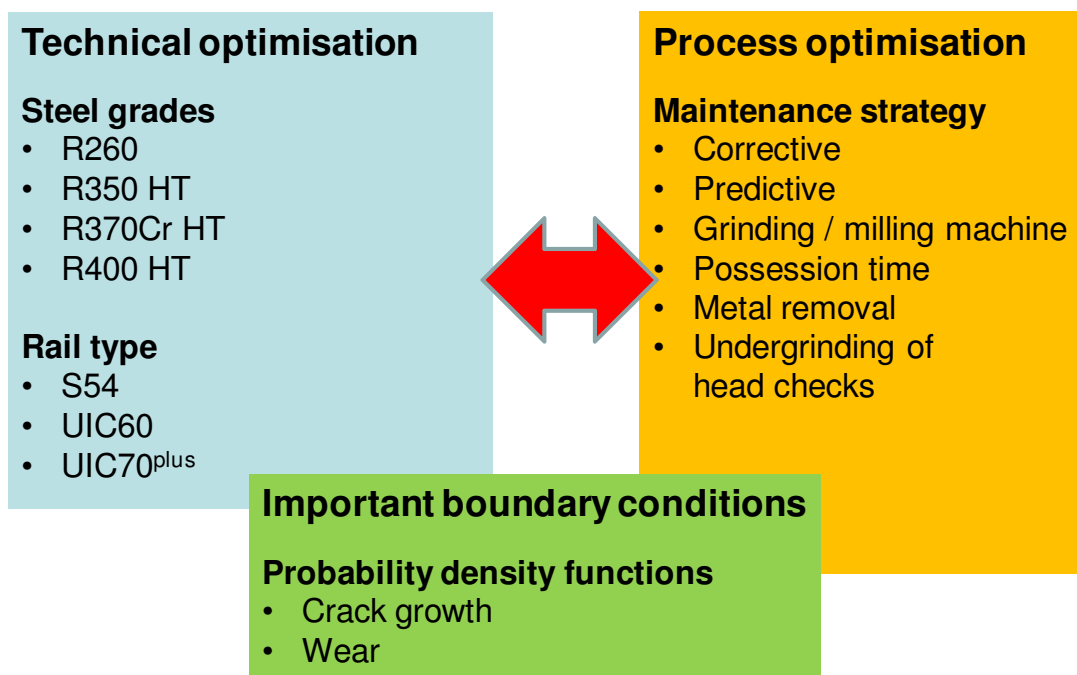 Technical optimisation
Steel grades
• R260
• R350 HT
• R370Cr HT
• R400 HT
Rail type
• S54
• UIC60
• UIC70plus
Process optimisation
Maintenance strategy
• Corrective
• Predictive
• Grinding / milling machine
• Possession time
• Metal removal
• Undergrinding of
head checks
Important boundary conditions
Probability density functions
• Crack growth
• Wear